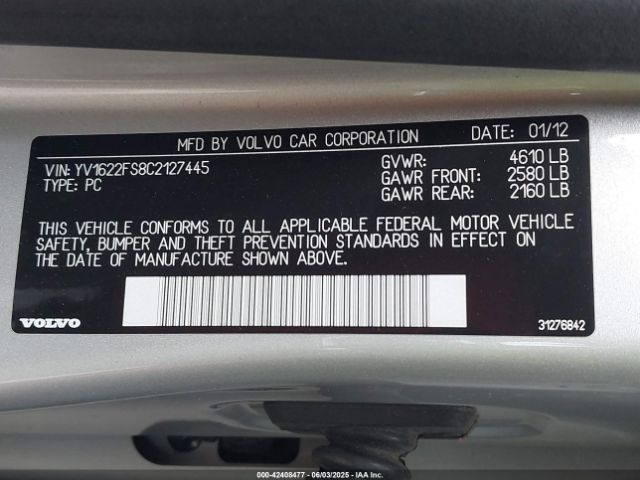 MFD BY VOLVO CAR CORPORATION DATE: 01/12
VIN: YV1622FS8C2127445
TYPE: PC
GVWR: 4610 LB
GAWR FRONT: 2580 LB
GAWR REAR: 2160 LB
THIS VEHICLE CONFORMS TO ALL APPLICABLE FEDERAL MOTOR VEHICLE
SAFETY, BUMPER AND THEFT PREVENTION STANDARDS IN EFFECT ON
THE DATE OF MANUFACTURE SHOWN ABOVE.
VOLVO
31276842
000-42408477 - 06/03/2025 - IAAI Inc.